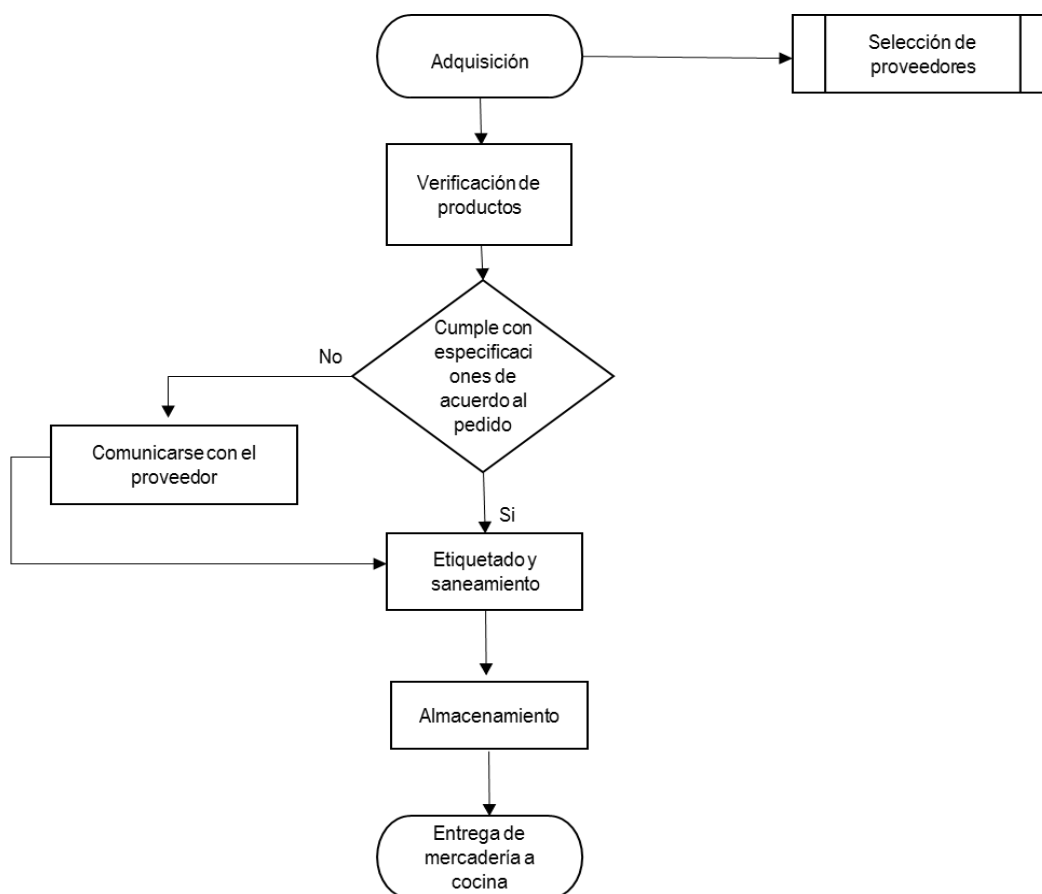 Adquisición
Selección de
proveedores
Verificación de
productos
Cumple con
especificaci
ones de
acuerdo al
pedido
No
Comunicarse con el
proveedor
Si
Etiquetado y
saneamiento
Almacenamiento
Entrega de
mercadería a
cocina